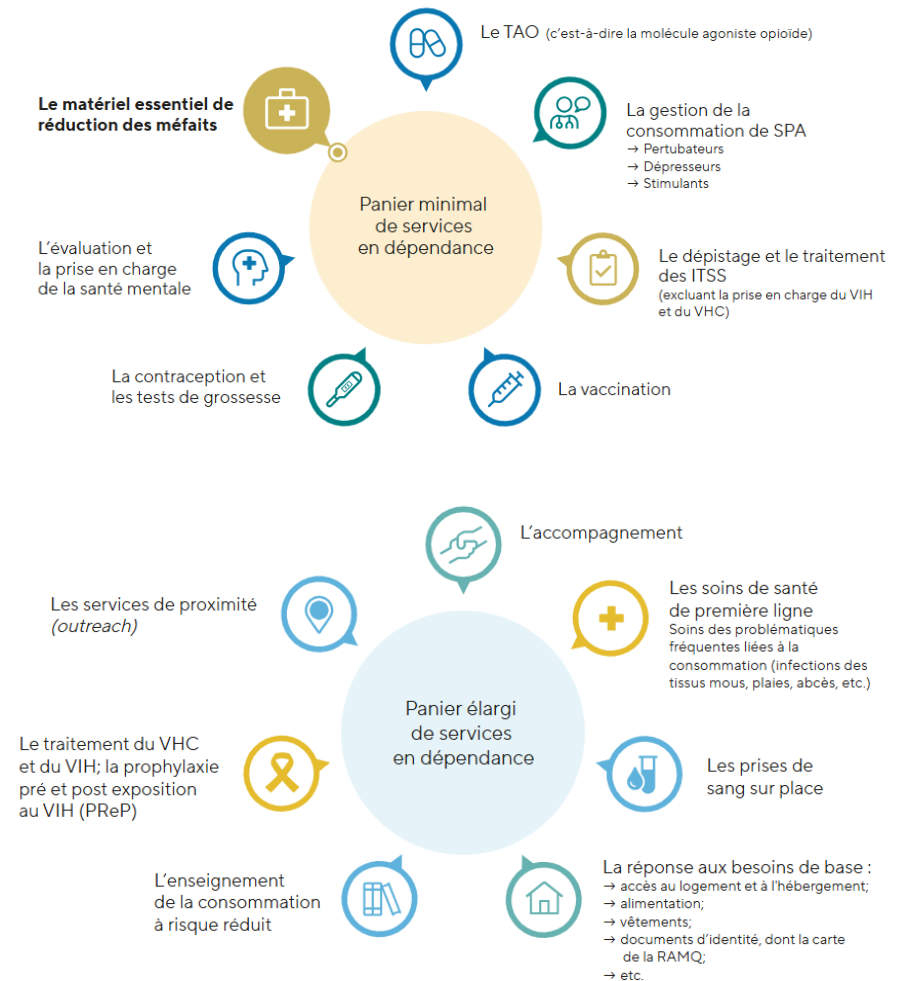 Le TAO (c'est-à-dire la molécule agoniste opioïde)
Le matériel essentiel de
réduction des méfaits
La gestion de la
consommation de SPA
→ Pertubateurs
→ Dépresseurs
→ Stimulants
Panier minimal
de services
en dépendance
L'évaluation et
la prise en charge
de la santé mentale
Le dépistage et le traitement
des ITSS
(excluant la prise en charge du VIH
et du VHC)
La contraception et
les tests de grossesse
La vaccination
L'accompagnement
Les services de proximité
(outreach)
Les soins de santé
de première ligne
Soins des problématiques
fréquentes liées à la
consommation (infections des
tissus mous, plaies, abcès, etc.)
Panier élargi
de services
en dépendance
Le traitement du VHC
et du VIH; la prophylaxie
pré et post exposition
au VIH (PReP)
Les prises de
sang sur place
L'enseignement
de la consommation
à risque réduit
La réponse aux besoins de base :
→ accès au logement et à l'hébergement;
→ alimentation;
→ vêtements;
→ documents d'identité, dont la carte
de la RAMQ;
→ etc.